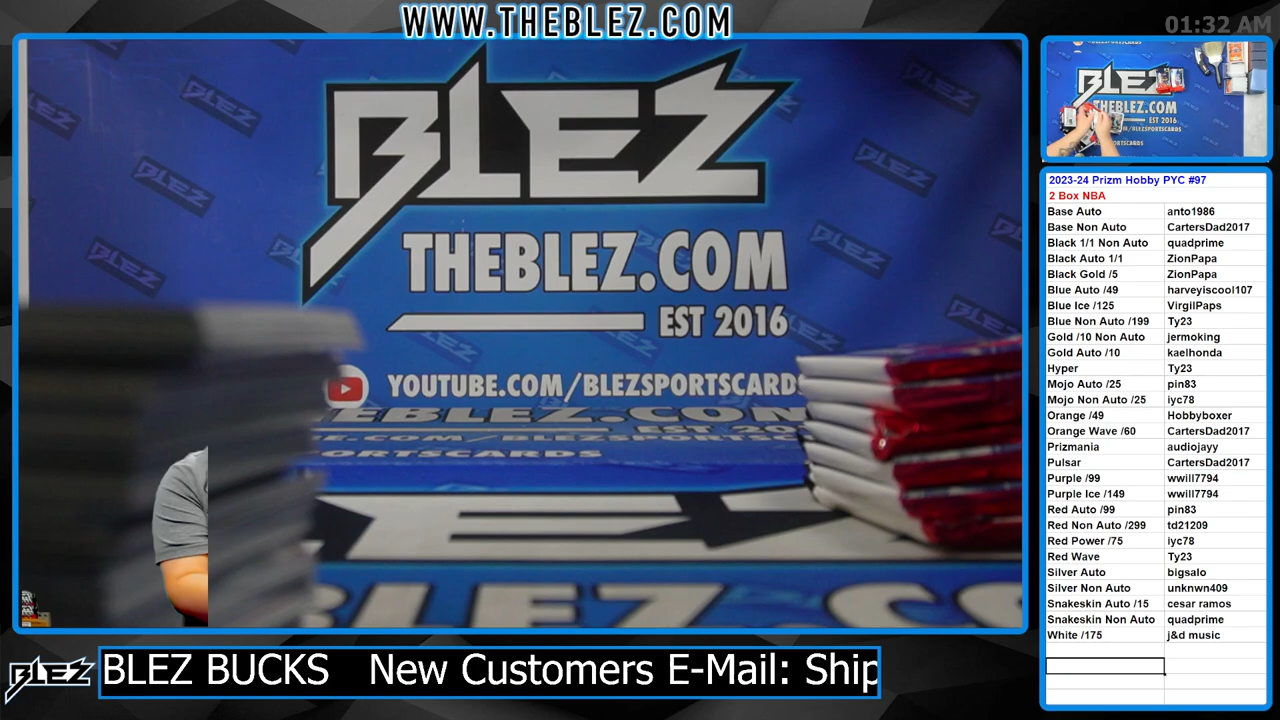 WWW.THEBLEZ.COM
01:32 AM
BLEZ
THEBLEZ.COM
EST 2016
YOUTUBE.COM/BLEZSPORTSCARDS
BLEZ
THEBLEZ.COM
EST 2016
2023-24 Prizm Hobby PYC #97
2 Box NBA
Base Auto anto1986
Base Non Auto CartersDad2017
Black 1/1 Non Auto quadprime
Black Auto 1/1 ZionPapa
Black Gold /5 ZionPapa
Blue Auto /49 harveyiscool107
Blue Ice /125 VirgilPaps
Blue Non Auto /199 Ty23
Gold /10 Non Auto jermoking
Gold Auto /10 kaelhonda
Hyper Ty23
Mojo Auto /25 pin83
Mojo Non Auto /25 iyc78
Orange /49 Hobbyboxer
Orange Wave /60 CartersDad2017
Prizmania audiojayy
Pulsar CartersDad2017
Purple /99 wwill7794
Purple Ice /149 wwill7794
Red Auto /99 pin83
Red Non Auto /299 td21209
Red Power /75 iyc78
Red Wave Ty23
Silver Auto bigsalo
Silver Non Auto unknwn409
Snakeskin Auto /15 cesar ramos
Snakeskin Non Auto quadprime
White /175 j&d music
BLEZ
BLEZ BUCKS New Customers E-Mail: Ship